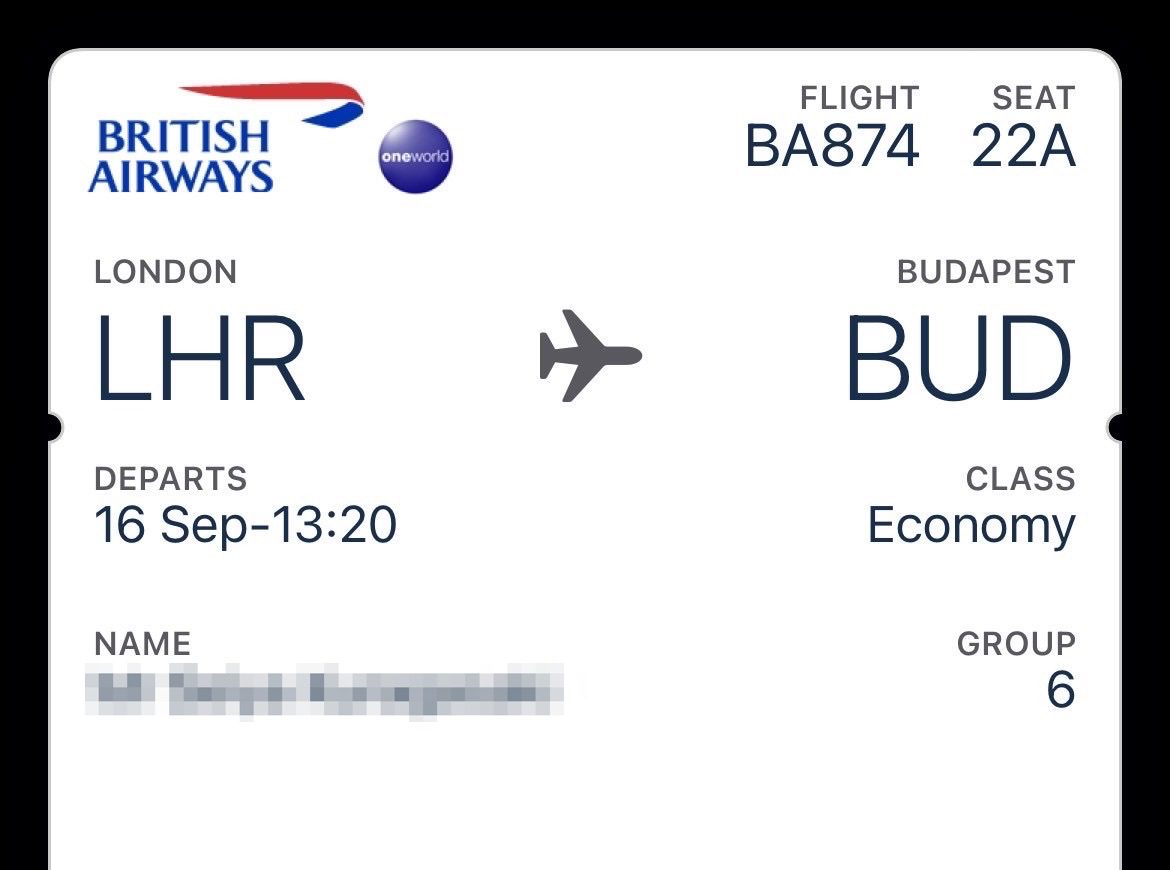 BRITISH AIRWAYS
oneworld
FLIGHT SEAT
BA874 22A
LONDON BUDAPEST
LHR BUD
DEPARTS CLASS
16 Sep-13:20 Economy
NAME GROUP
6